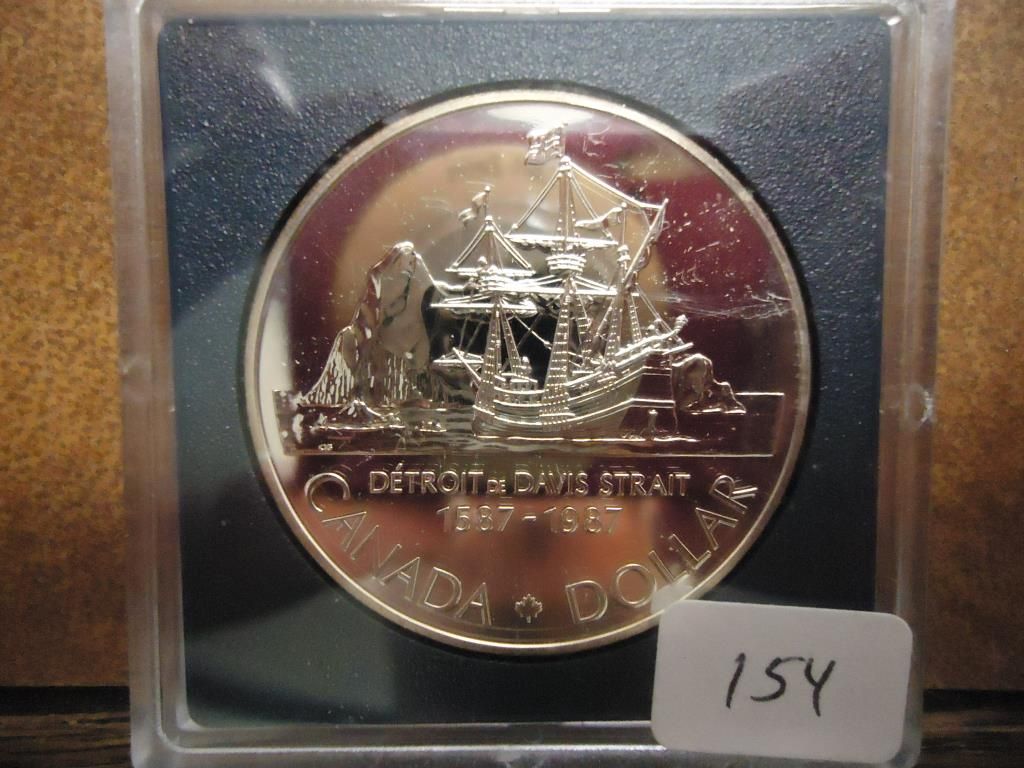 DÉTROIT DE DAVIS STRAIT
1587-1987
CANADA DOLLAR
154